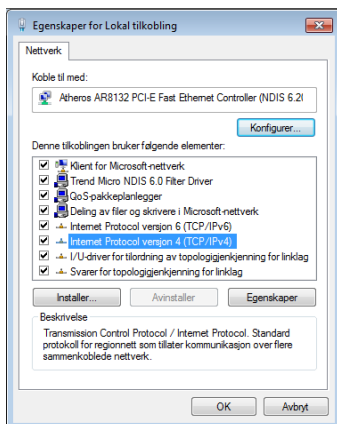 Egenskaper for Lokal tilkobling
Nettverk
Koble til med:
Atheros AR8132 PCI-E Fast Ethernet Controller (NDIS 6.20
Konfigurer...
Denne tilkoblingen bruker følgende elementer:
Klient for Microsoft-nettverk
Trend Micro NDIS 6.0 Filter Driver
QoS-pakkeplanlegger
Deling av filer og skrivere i Microsoft-nettverk
Internet Protocol versjon 6 (TCP/IPv6)
Internet Protocol versjon 4 (TCP/IPv4)
I/U-driver for tilordning av topologigjenkjenning for linklag
Svarer for topologigjenkjenning for linklag
Installer...
Avinstaller
Egenskaper
Beskrivelse
Transmission Control Protocol / Internet Protocol. Standard
protokoll for regionnett som tillater kommunikasjon over flere
sammenkoblede nettverk.
OK
Avbryt